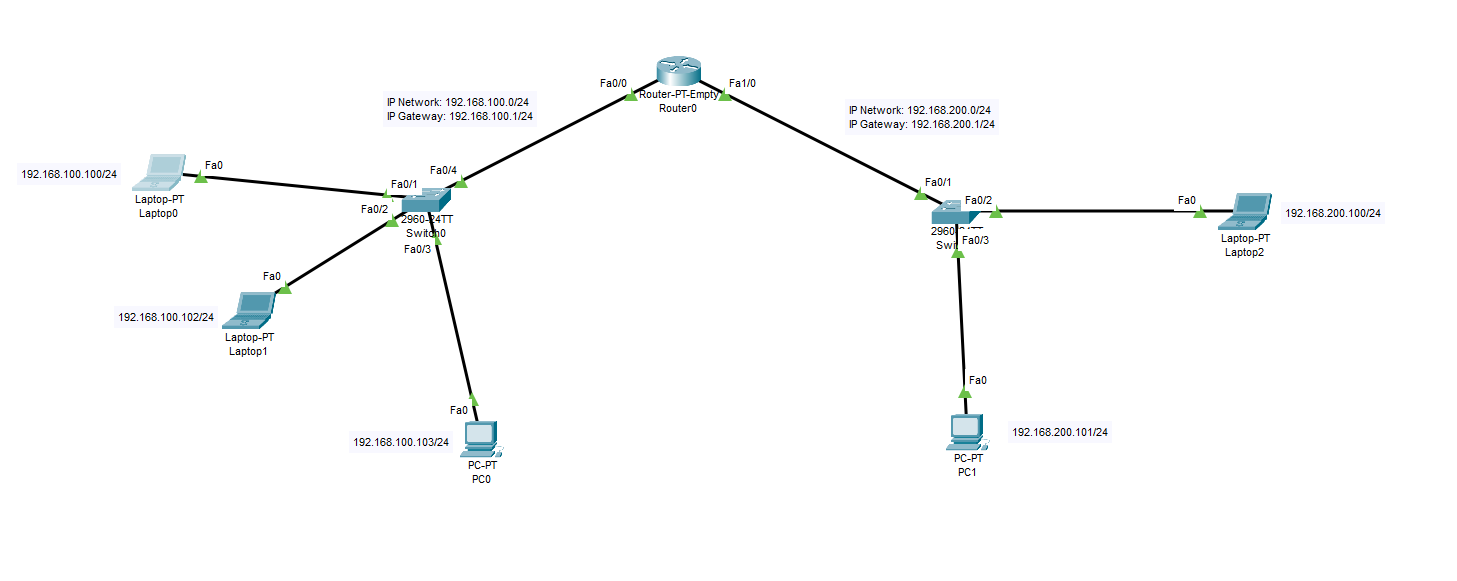 Fa0/0
Fa1/0
Router-PT-Empty
Router0
IP Network: 192.168.100.0/24
IP Gateway: 192.168.100.1/24
IP Network: 192.168.200.0/24
IP Gateway: 192.168.200.1/24
192.168.100.100/24
Fa0
Laptop-PT
Laptop0
Fa0/4
Fa0/1
Fa0/2
2960-24TT
Switch0
Fa0/3
Fa0
192.168.100.102/24
Laptop-PT
Laptop1
Fa0
192.168.100.103/24
PC-PT
PC0
Fa0/1
Fa0/2
Fa0/3
Fa0
192.168.200.100/24
Laptop-PT
Laptop2
Fa0
192.168.200.101/24
PC-PT
PC1